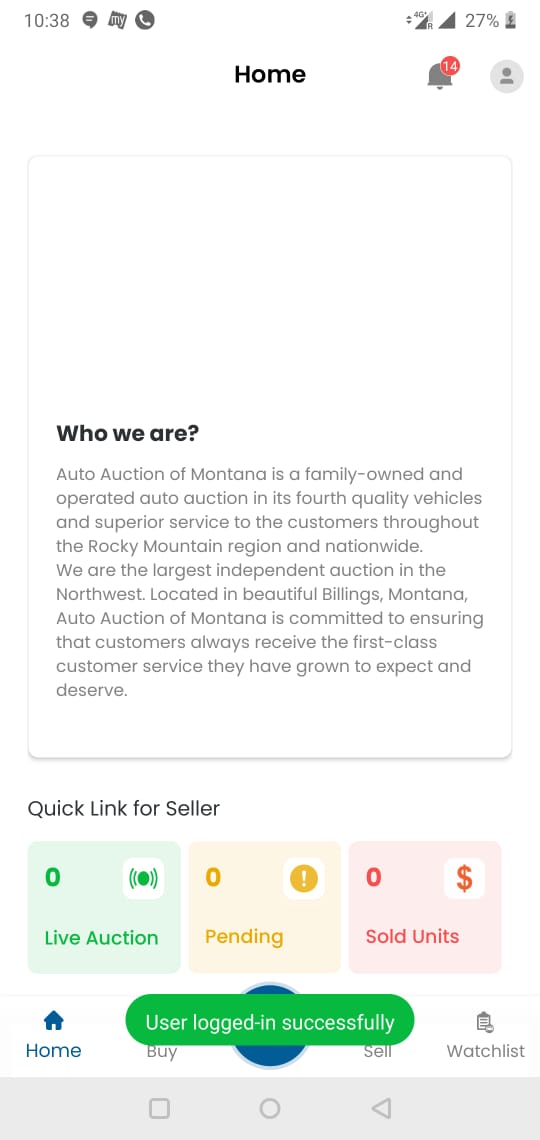 10:38 my 4G+ R 27%
Home
14
Who we are?
Auto Auction of Montana is a family-owned and
operated auto auction in its fourth quality vehicles
and superior service to the customers throughout
the Rocky Mountain region and nationwide.
We are the largest independent auction in the
Northwest. Located in beautiful Billings, Montana,
Auto Auction of Montana is committed to ensuring
that customers always receive the first-class
customer service they have grown to expect and
deserve.
Quick Link for Seller
0 0 0 $
Live Auction Pending Sold Units
User logged-in successfully
Home Buy Sell Watchlist